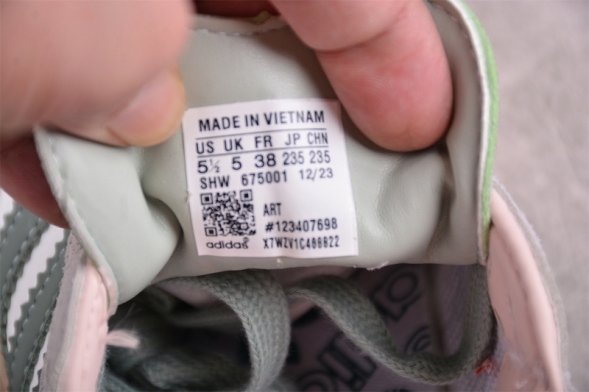 MADE IN VIETNAM
US UK FR JP CHN
5½ 5 38 235 235
SHW 675001 12/23
ART
#123407698
adidas